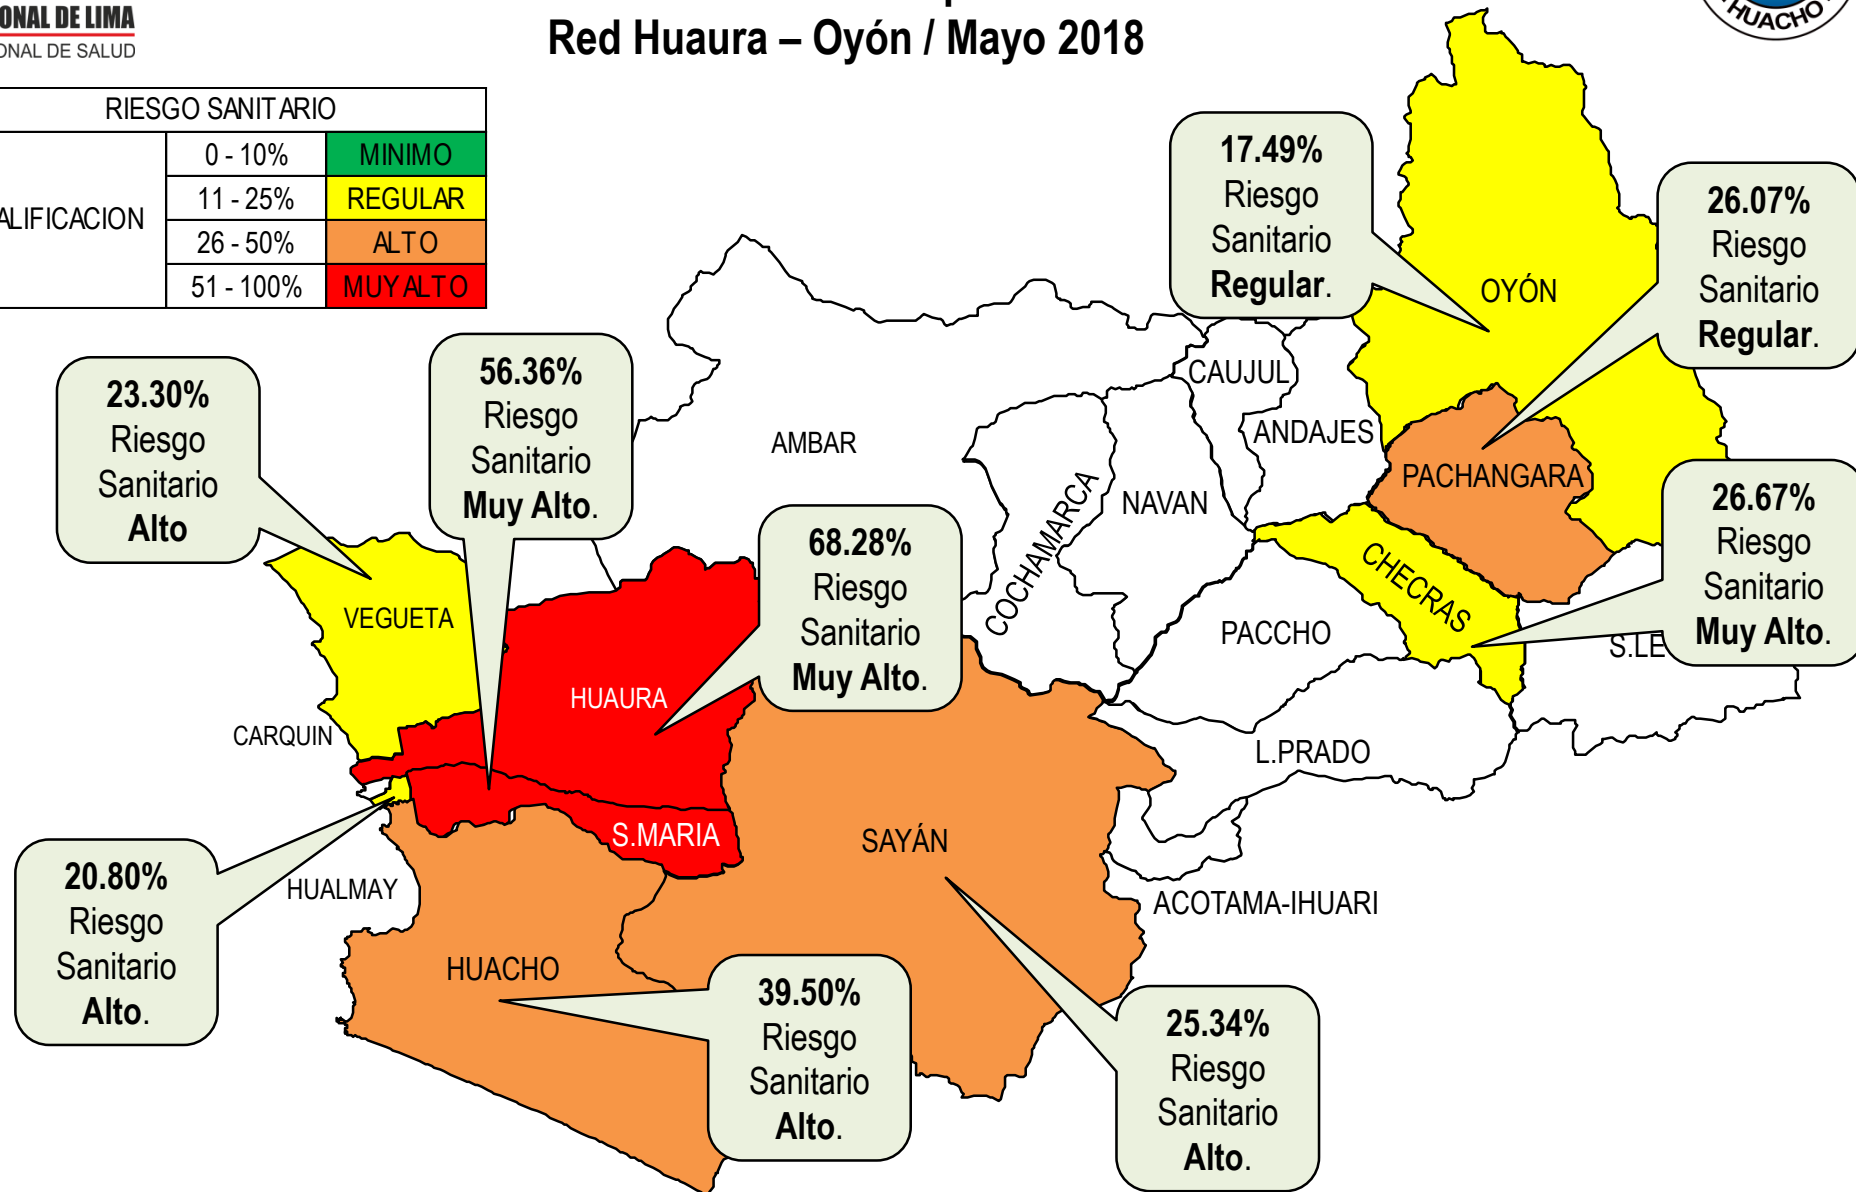 ONAL DE LIMA
ONAL DE SALUD
Red Huaura – Oyón / Mayo 2018
HUACHO
RIESGO SANITARIO
ALIFICACION
0 - 10% MINIMO
11 - 25% REGULAR
26 - 50% ALTO
51 - 100% MUY ALTO
17.49%
Riesgo
Sanitario
Regular.
26.07%
Riesgo
Sanitario
Regular.
23.30%
Riesgo
Sanitario
Alto
56.36%
Riesgo
Sanitario
Muy Alto.
68.28%
Riesgo
Sanitario
Muy Alto.
26.67%
Riesgo
Sanitario
Muy Alto.
20.80%
Riesgo
Sanitario
Alto.
39.50%
Riesgo
Sanitario
Alto.
25.34%
Riesgo
Sanitario
Alto.
OYÓN
CAUJUL
ANDAJES
AMBAR
PACHANGARA
COCHAMARCA
NAVAN
CHECRAS
VEGUETA
PACCHO
S.LE
HUAURA
CARQUIN
L.PRADO
S.MARIA
SAYÁN
HUALMAY
ACOTAMA-IHUARI
HUACHO